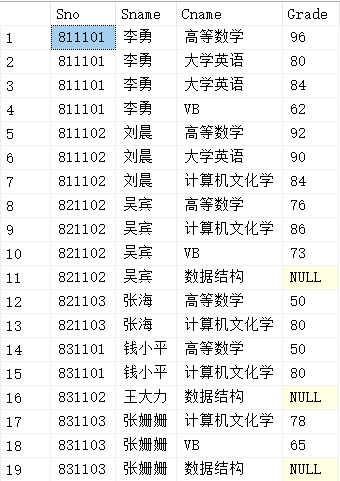 Sno Sname Cname Grade
1 811101 李勇 高等数学 96
2 811101 李勇 大学英语 80
3 811101 李勇 大学英语 84
4 811101 李勇 VB 62
5 811102 刘晨 高等数学 92
6 811102 刘晨 大学英语 90
7 811102 刘晨 计算机文化学 84
8 821102 吴宾 高等数学 76
9 821102 吴宾 计算机文化学 86
10 821102 吴宾 VB 73
11 821102 吴宾 数据结构 NULL
12 821103 张海 高等数学 50
13 821103 张海 计算机文化学 80
14 831101 钱小平 高等数学 50
15 831101 钱小平 计算机文化学 80
16 831102 王大力 数据结构 NULL
17 831103 张姗姗 计算机文化学 78
18 831103 张姗姗 VB 65
19 831103 张姗姗 数据结构 NULL